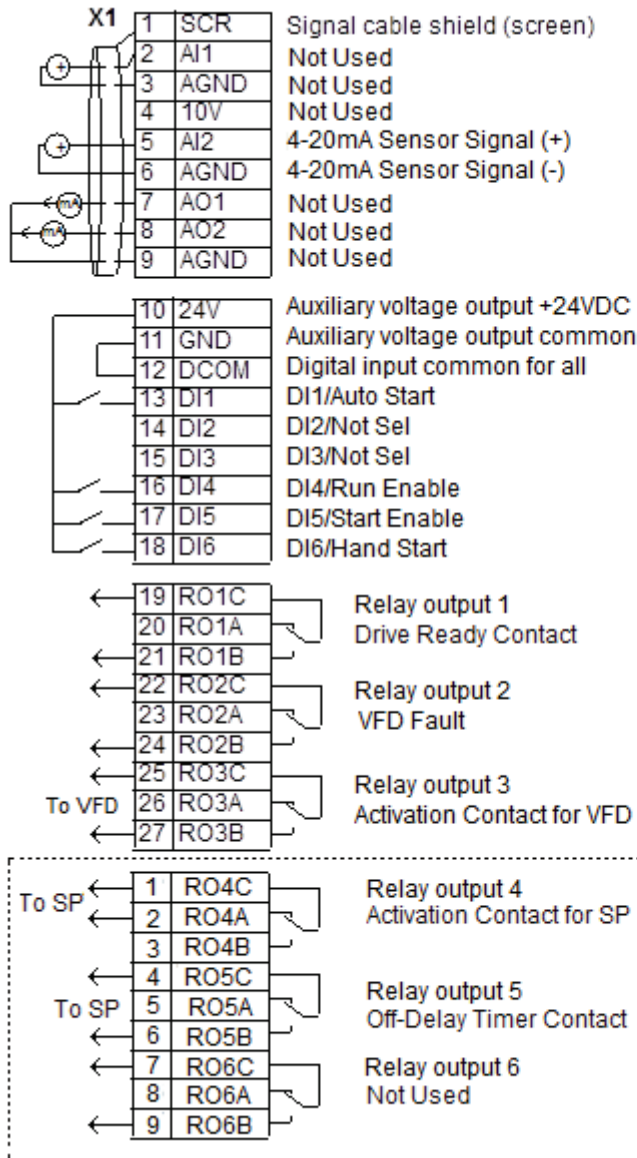 X1
1 SCR Signal cable shield (screen)
2 AI1 Not Used
3 AGND Not Used
4 10V Not Used
5 AI2 4-20mA Sensor Signal (+)
6 AGND 4-20mA Sensor Signal (-)
mA 7 AO1 Not Used
mA 8 AO2 Not Used
9 AGND Not Used
10 24V Auxiliary voltage output +24VDC
11 GND Auxiliary voltage output common
12 DCOM Digital input common for all
13 DI1 DI1/Auto Start
14 DI2 DI2/Not Sel
15 DI3 DI3/Not Sel
16 DI4 DI4/Run Enable
17 DI5 DI5/Start Enable
18 DI6 DI6/Hand Start
19 RO1C Relay output 1
20 RO1A Drive Ready Contact
21 RO1B
22 RO2C Relay output 2
23 RO2A VFD Fault
24 RO2B
25 RO3C Relay output 3
To VFD 26 RO3A Activation Contact for VFD
27 RO3B
To SP 1 RO4C Relay output 4
2 RO4A Activation Contact for SP
3 RO4B
4 RO5C Relay output 5
To SP 5 RO5A Off-Delay Timer Contact
6 RO5B
7 RO6C Relay output 6
8 RO6A Not Used
9 RO6B